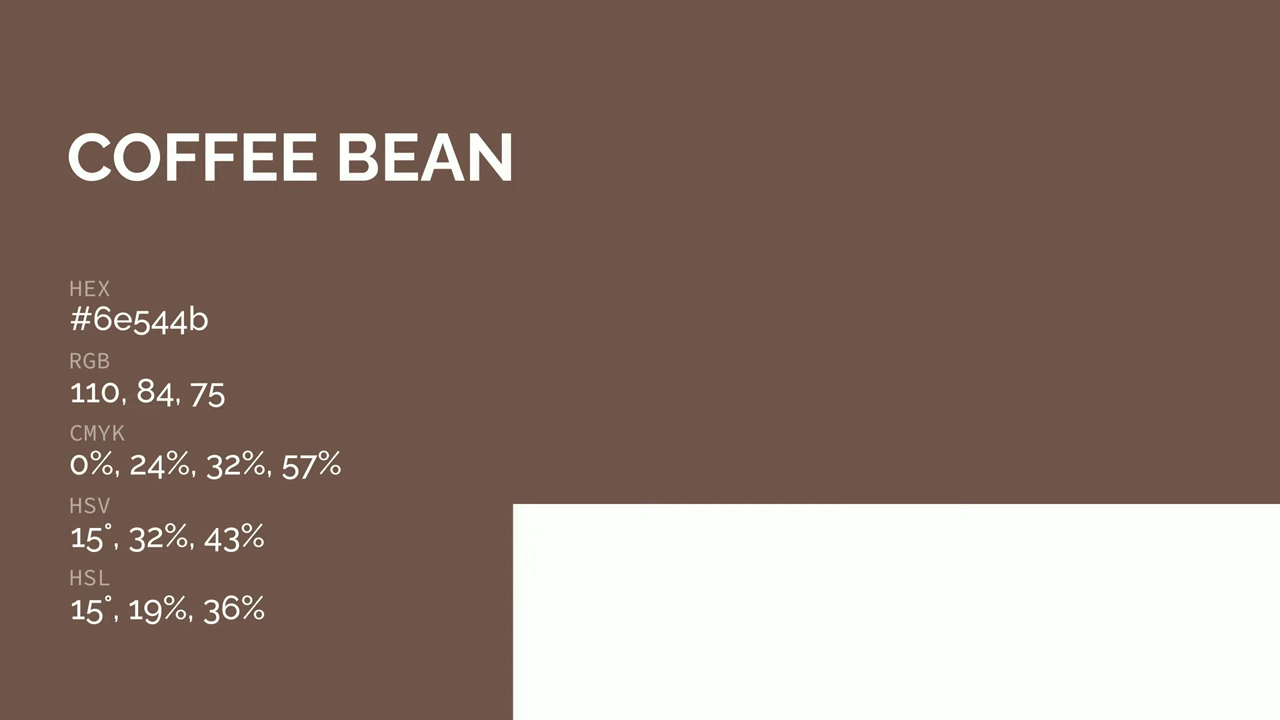 COFFEE BEAN
HEX
#6e544b
RGB
110, 84, 75
CMYK
0%, 24%, 32%, 57%
HSV
15°, 32%, 43%
HSL
15°, 19%, 36%